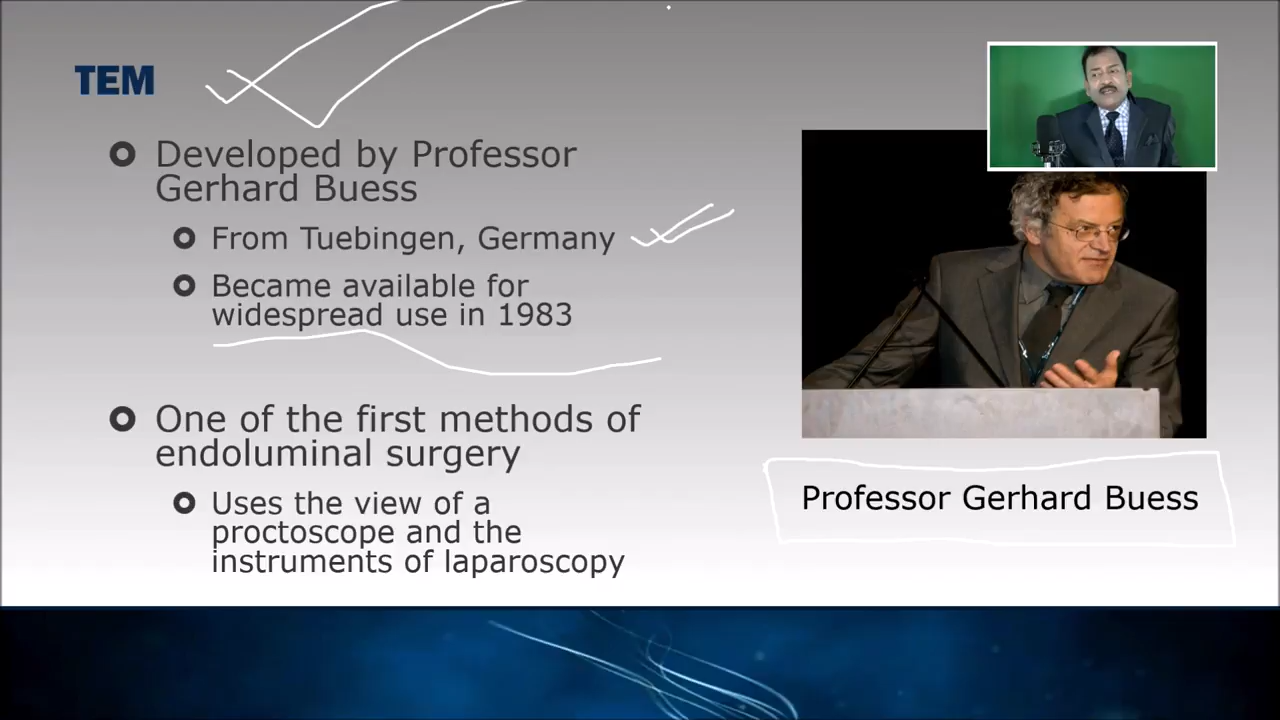 TEM
Developed by Professor
Gerhard Buess
From Tuebingen, Germany
Became available for
widespread use in 1983
One of the first methods of
endoluminal surgery
Uses the view of a
proctoscope and the
instruments of laparoscopy
Professor Gerhard Buess